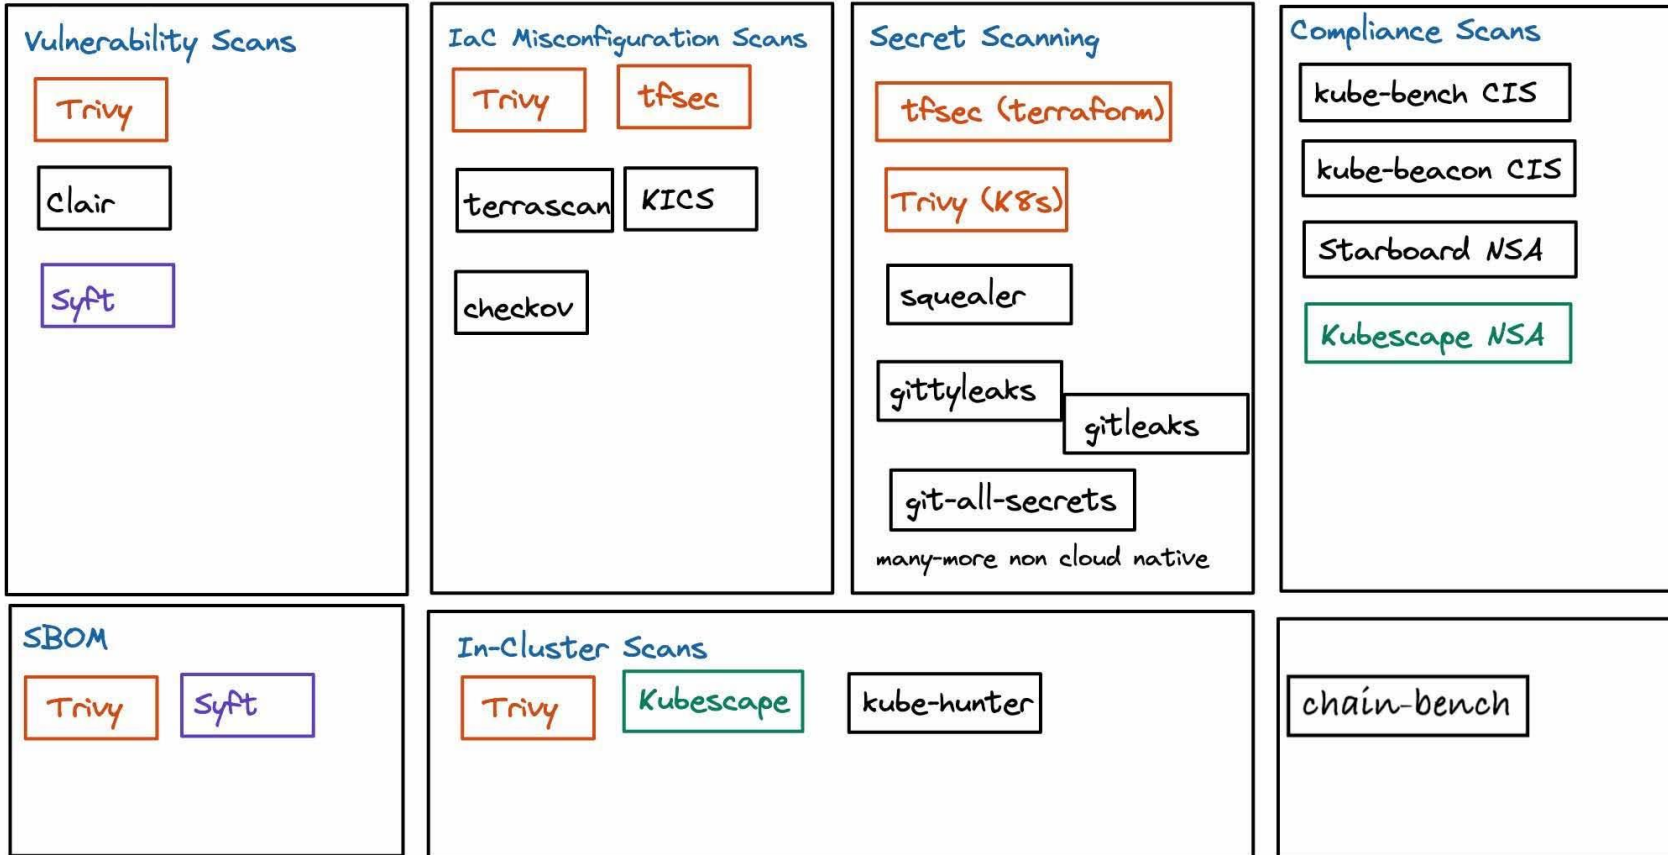 Vulnerability Scans
Trivy
Clair
Syft
IaC Misconfiguration Scans
Trivy
tfsec
terrascan
KICS
checkov
Secret Scanning
tfsec (terraform)
Trivy (K8s)
squealer
gittyleaks
gitleaks
git-all-secrets
many-more non cloud native
Compliance Scans
kube-bench CIS
kube-beacon CIS
Starboard NSA
Kubescape NSA
SBOM
Trivy
Syft
In-Cluster Scans
Trivy
Kubescape
kube-hunter
chain-bench